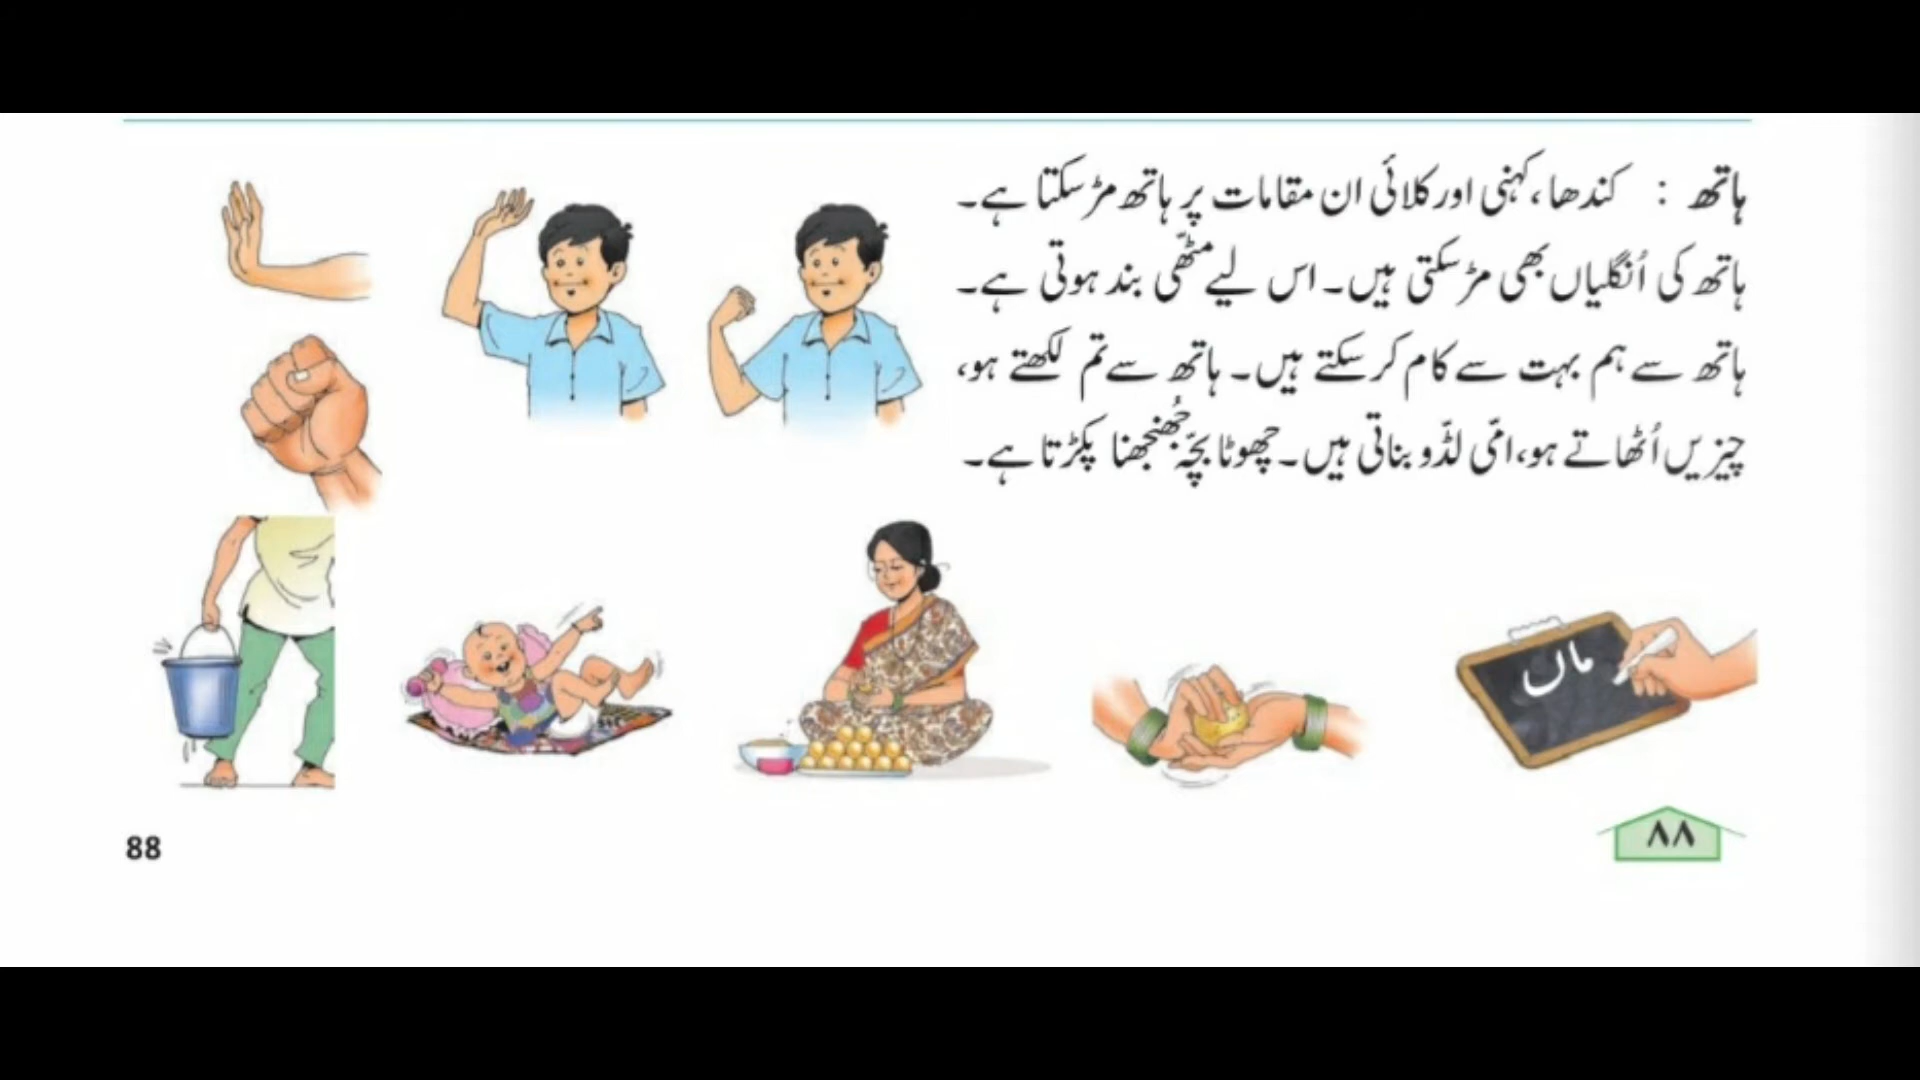 ہاتھ : کندھا، کہنی اور کلائی ان مقامات پر ہاتھ مڑ سکتا ہے۔
ہاتھ کی اُنگلیاں بھی مڑ سکتی ہیں۔ اس لیے مٹھّی بند ہوتی ہے۔
ہاتھ سے ہم بہت سے کام کر سکتے ہیں۔ ہاتھ سے تم لکھتے ہو،
چیزیں اُٹھاتے ہو، امّی لڈّو بناتی ہیں۔ چھوٹا بچّہ جُھنجھنا پکڑتا ہے۔
ماں
88
٨٨